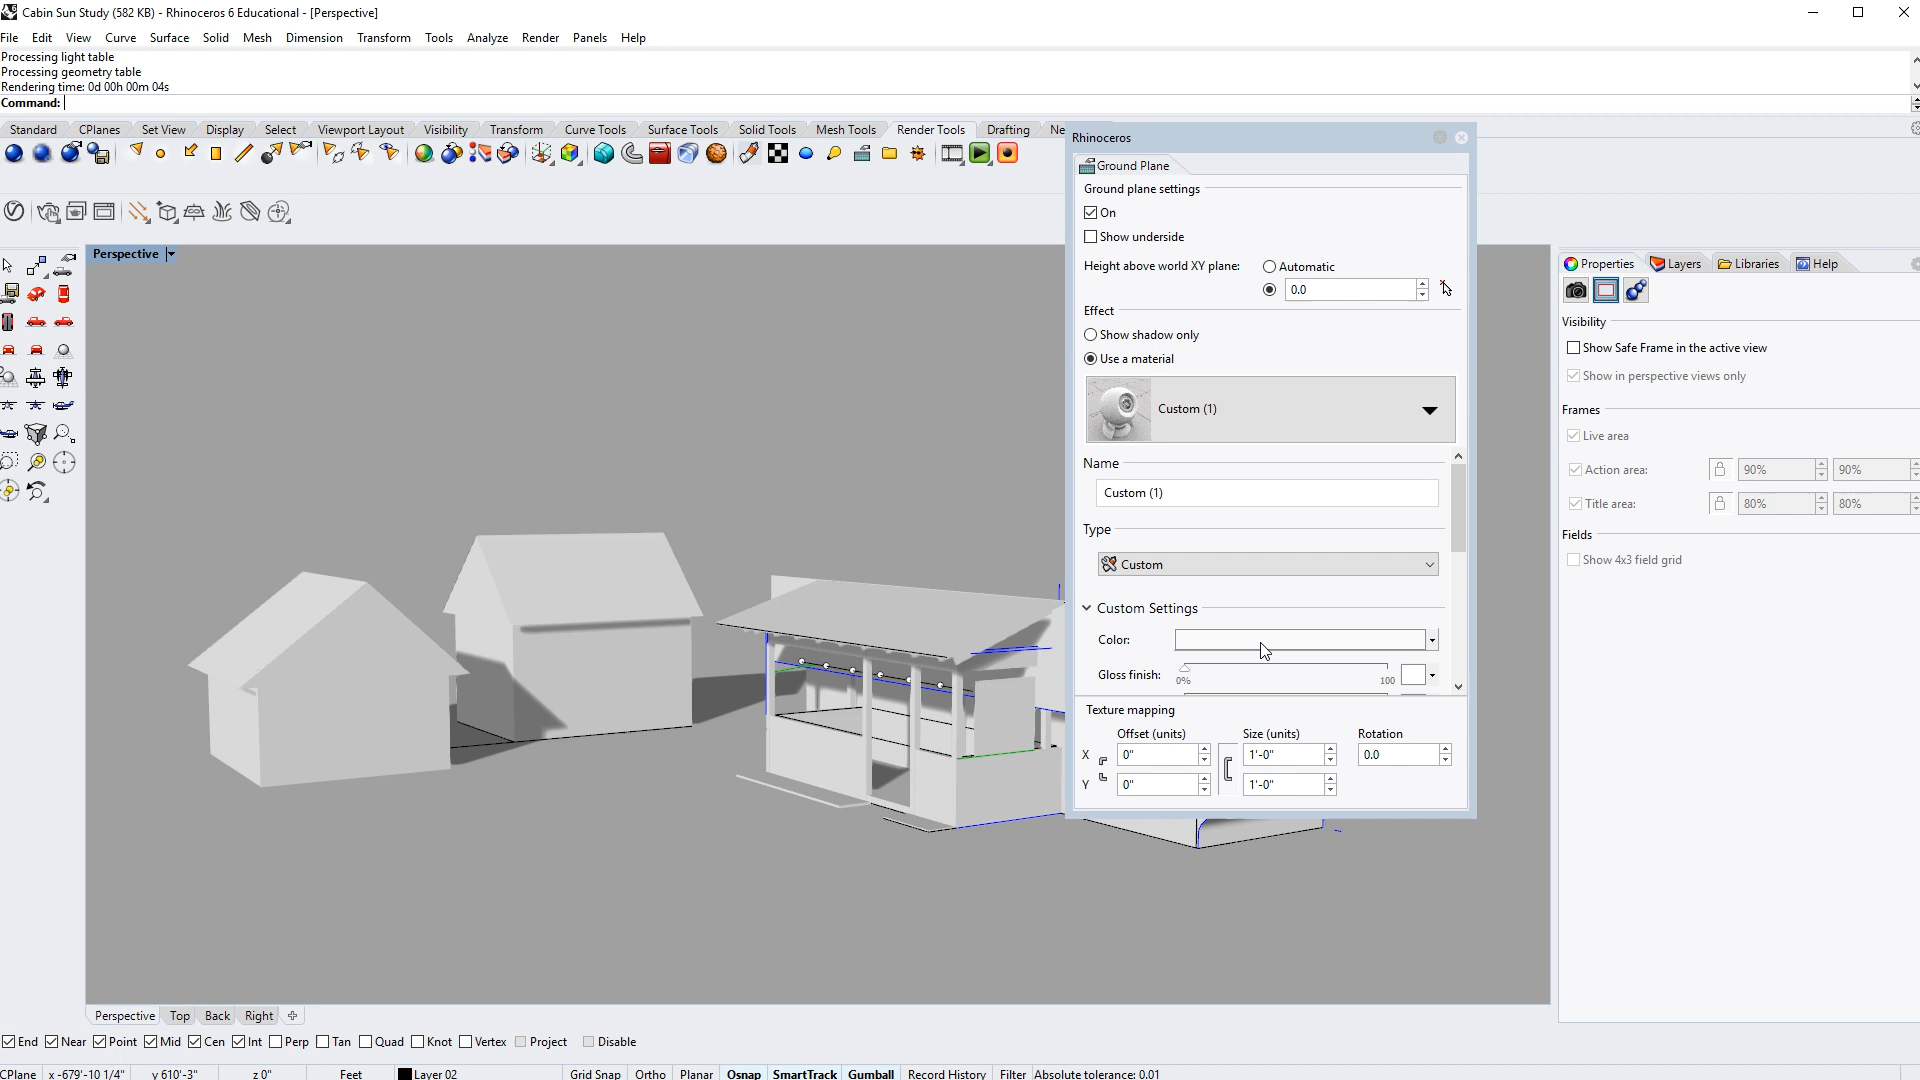 Cabin Sun Study (582 KB) - Rhinoceros 6 Educational - [Perspective]
File Edit View Curve Surface Solid Mesh Dimension Transform Tools Analyze Render Panels Help
Processing light table
Processing geometry table
Rendering time: 0d 00h 00m 04s
Command:
Standard CPlanes Set View Display Select Viewport Layout Visibility Transform Curve Tools Surface Tools Solid Tools Mesh Tools Render Tools Drafting Ne
Rhinoceros
Ground Plane
Ground plane settings
On
Show underside
Height above world XY plane: Automatic
0.0
Effect
Show shadow only
Use a material
Custom (1)
Name
Custom (1)
Type
Custom
Custom Settings
Color:
Gloss finish: 0% 100
Texture mapping
Offset (units) Size (units) Rotation
X 0" 1'-0" 0.0
Y 0" 1'-0"
Perspective
Properties Layers Libraries Help
Visibility
Show Safe Frame in the active view
Show in perspective views only
Frames
Live area
Action area: 90% 90%
Title area: 80% 80%
Fields
Show 4x3 field grid
Perspective Top Back Right
End Near Point Mid Cen Int Perp Tan Quad Knot Vertex Project Disable
CPlane x -679'-10 1/4" y 610'-3" z 0" Feet Layer 02 Grid Snap Ortho Planar Osnap SmartTrack Gumball Record History Filter Absolute tolerance: 0.01